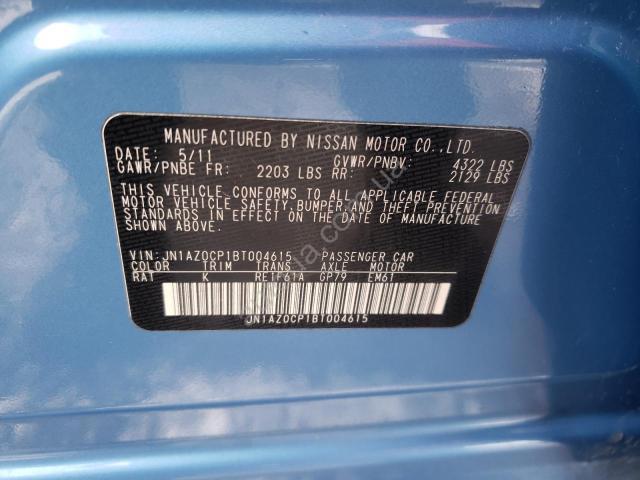 MANUFACTURED BY NISSAN MOTOR CO.,LTD.
DATE: 5/11 GVWR/PNBV: 4322 LBS
GAWR/PNBE FR: 2203 LBS RR: 2129 LBS
THIS VEHICLE CONFORMS TO ALL APPLICABLE FEDERAL
MOTOR VEHICLE SAFETY, BUMPER, AND THEFT PREVENTION
STANDARDS IN EFFECT ON THE DATE OF MANUFACTURE
SHOWN ABOVE.
VIN: JN1AZ0CP1BT004615 PASSENGER CAR
COLOR TRIM TRANS AXLE MOTOR
RAT K RE1F61A GP79 EM61
JN1AZ0CP1BT004615